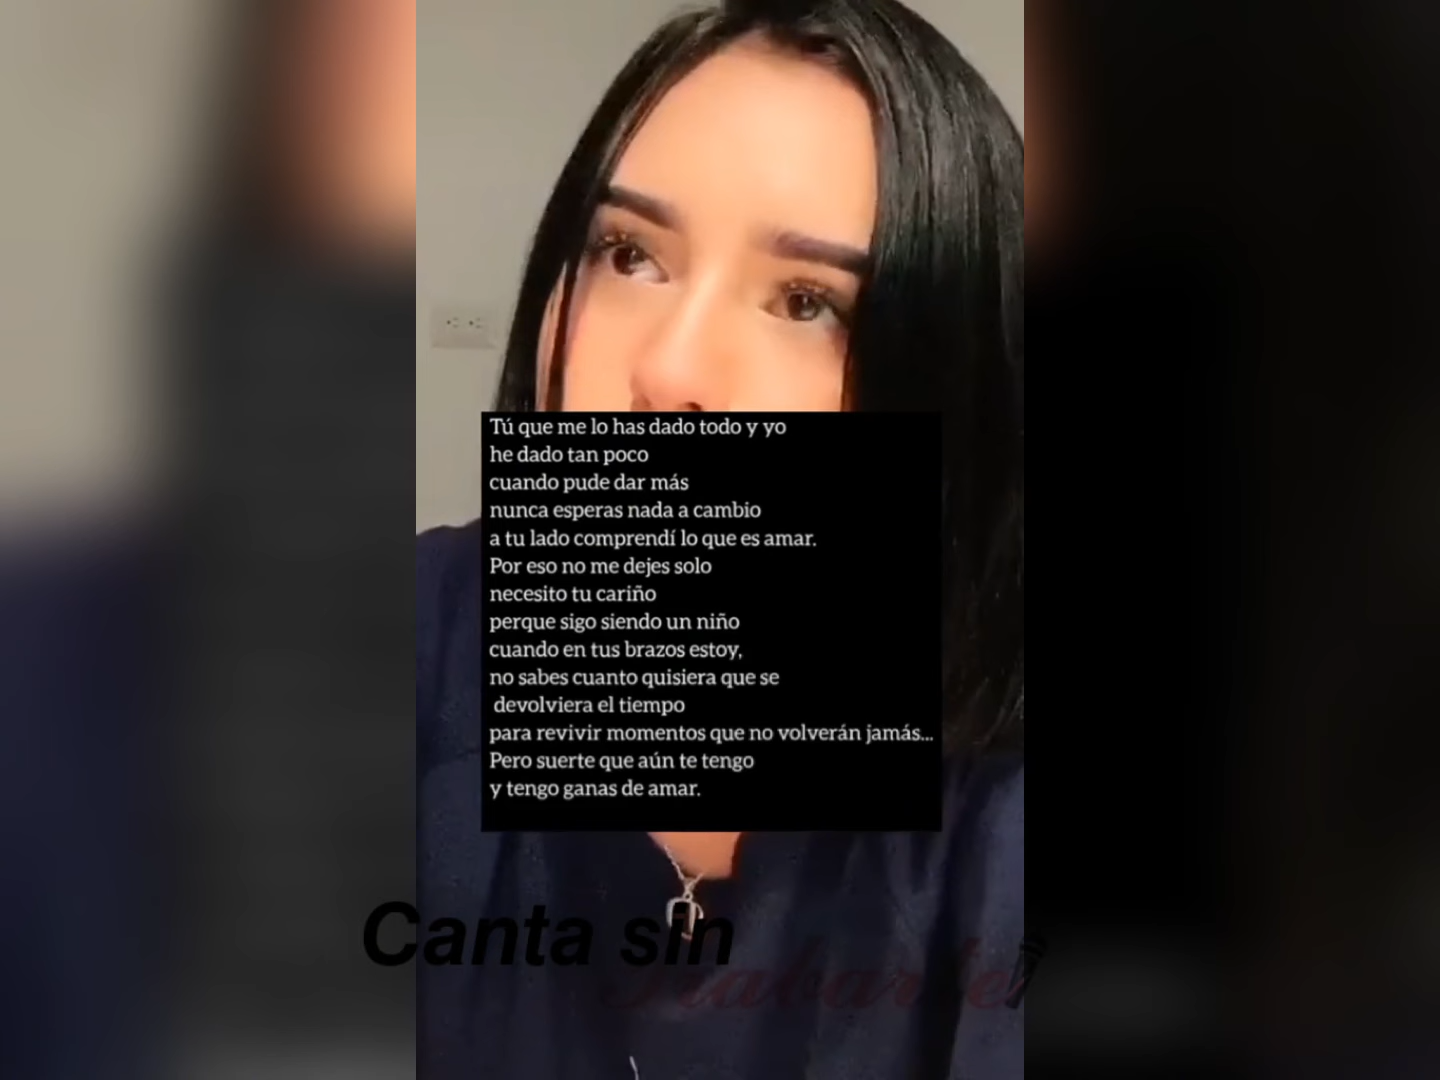 Tú que me lo has dado todo y yo
he dado tan poco
cuando pude dar más
nunca esperas nada a cambio
a tu lado comprendí lo que es amar.
Por eso no me dejes solo
necesito tu cariño
perque sigo siendo un niño
cuando en tus brazos estoy,
no sabes cuanto quisiera que se
devolviera el tiempo
para revivir momentos que no volverán jamás...
Pero suerte que aún te tengo
y tengo ganas de amar.
Canta sin